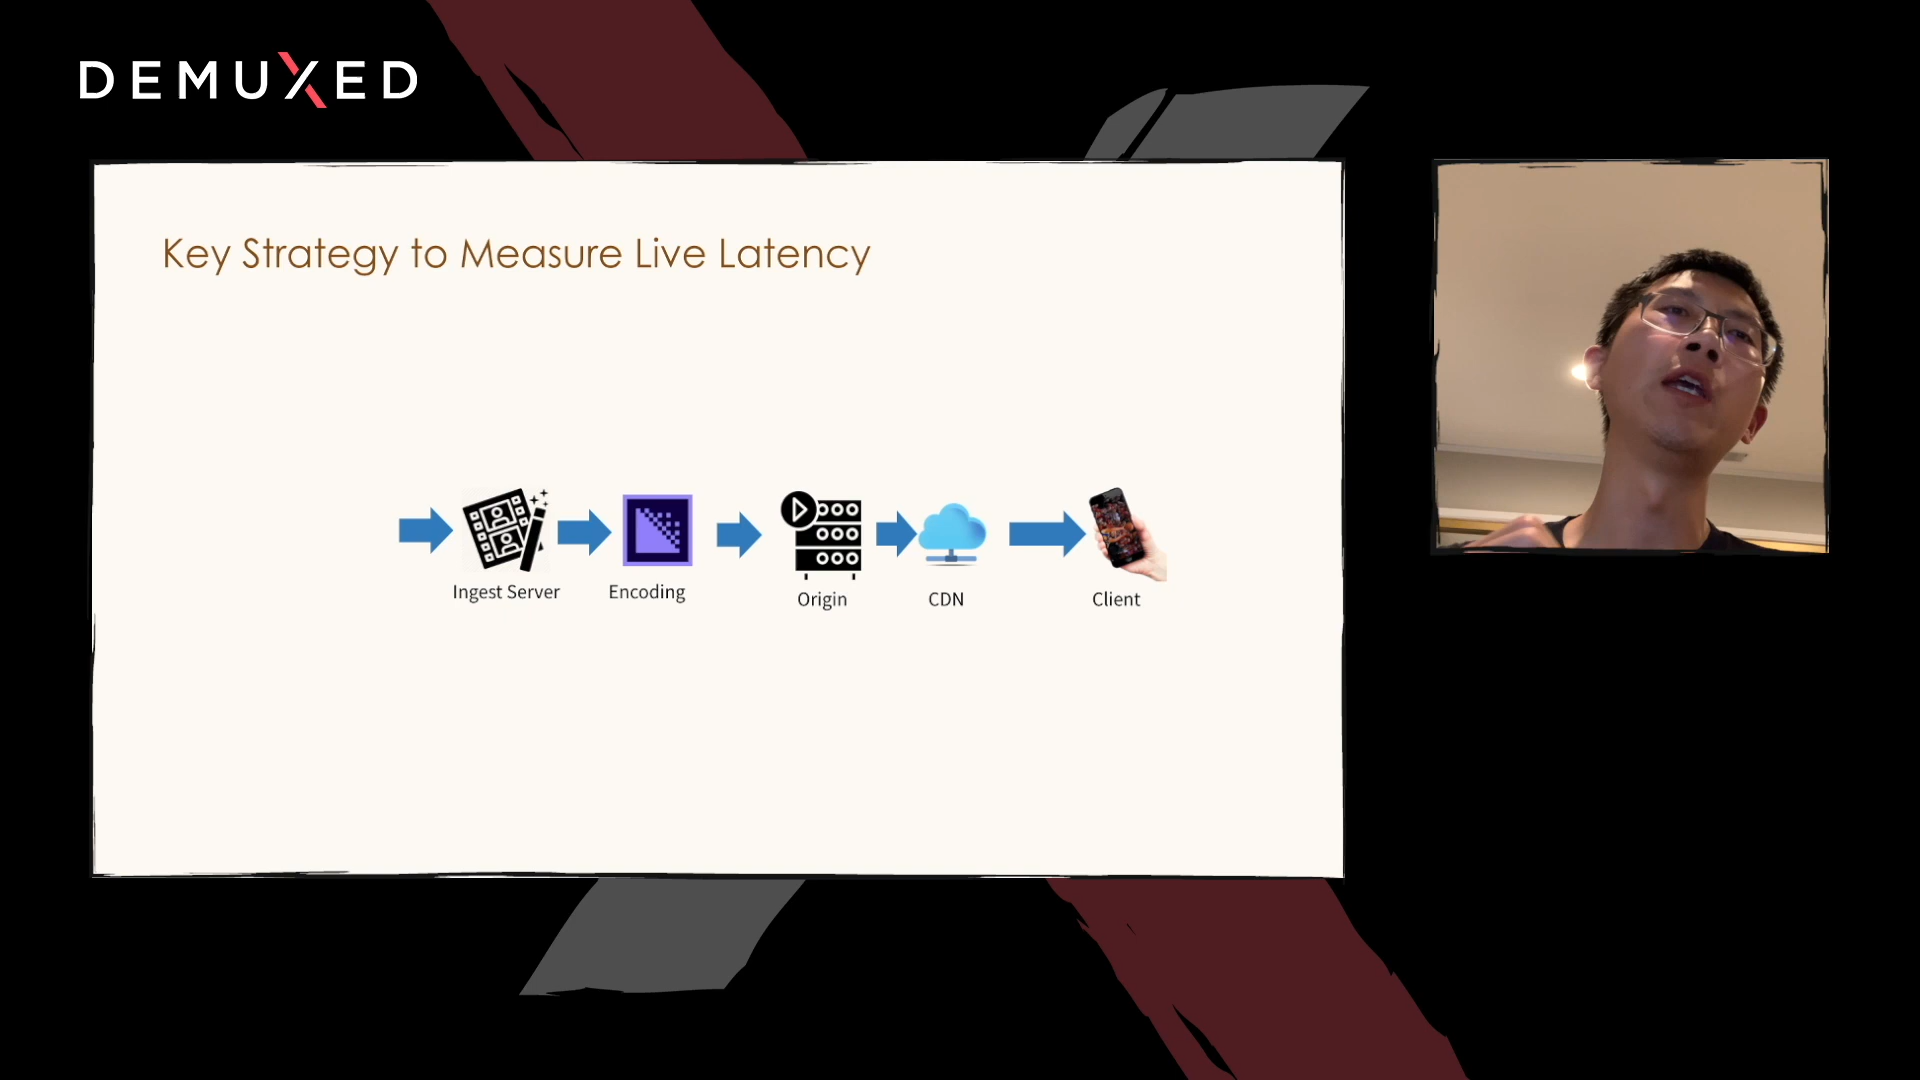 DEMUXED
Key Strategy to Measure Live Latency
Ingest Server
Encoding
Origin
CDN
Client